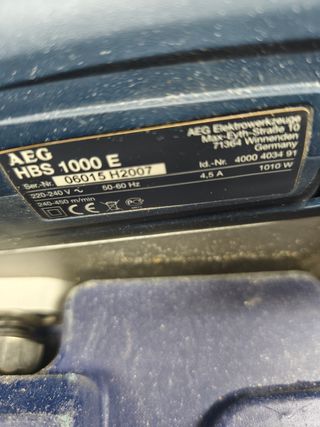 AEG
HBS 1000 E
Ser.-Nr. 06015 H2007
220-240 V ~ 50-60 Hz
240-450 m/min
CE
AEG Elektrowerkzeuge
Max-Eyth-Straße 10
71364 Winnenden
Germany
Id.-Nr. 4000 4034 91
4,5 A 1010 W